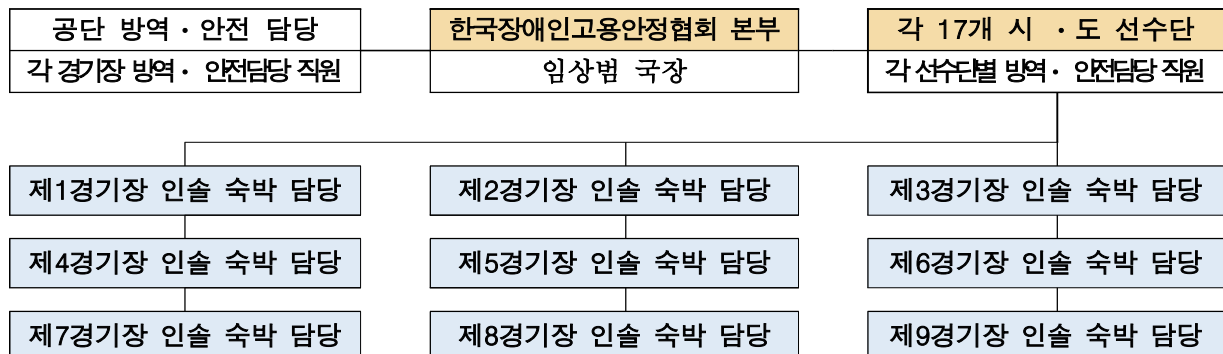 공단 방역·안전 담당
각 경기장 방역· 안전담당 직원
한국장애인고용안정협회 본부
임상범 국장
각 17개 시 ·도 선수단
각 선수단별 방역· 안전담당 직원
제1경기장 인솔 숙박 담당
제2경기장 인솔 숙박 담당
제3경기장 인솔 숙박 담당
제4경기장 인솔 숙박 담당
제5경기장 인솔 숙박 담당
제6경기장 인솔 숙박 담당
제7경기장 인솔 숙박 담당
제8경기장 인솔 숙박 담당
제9경기장 인솔 숙박 담당